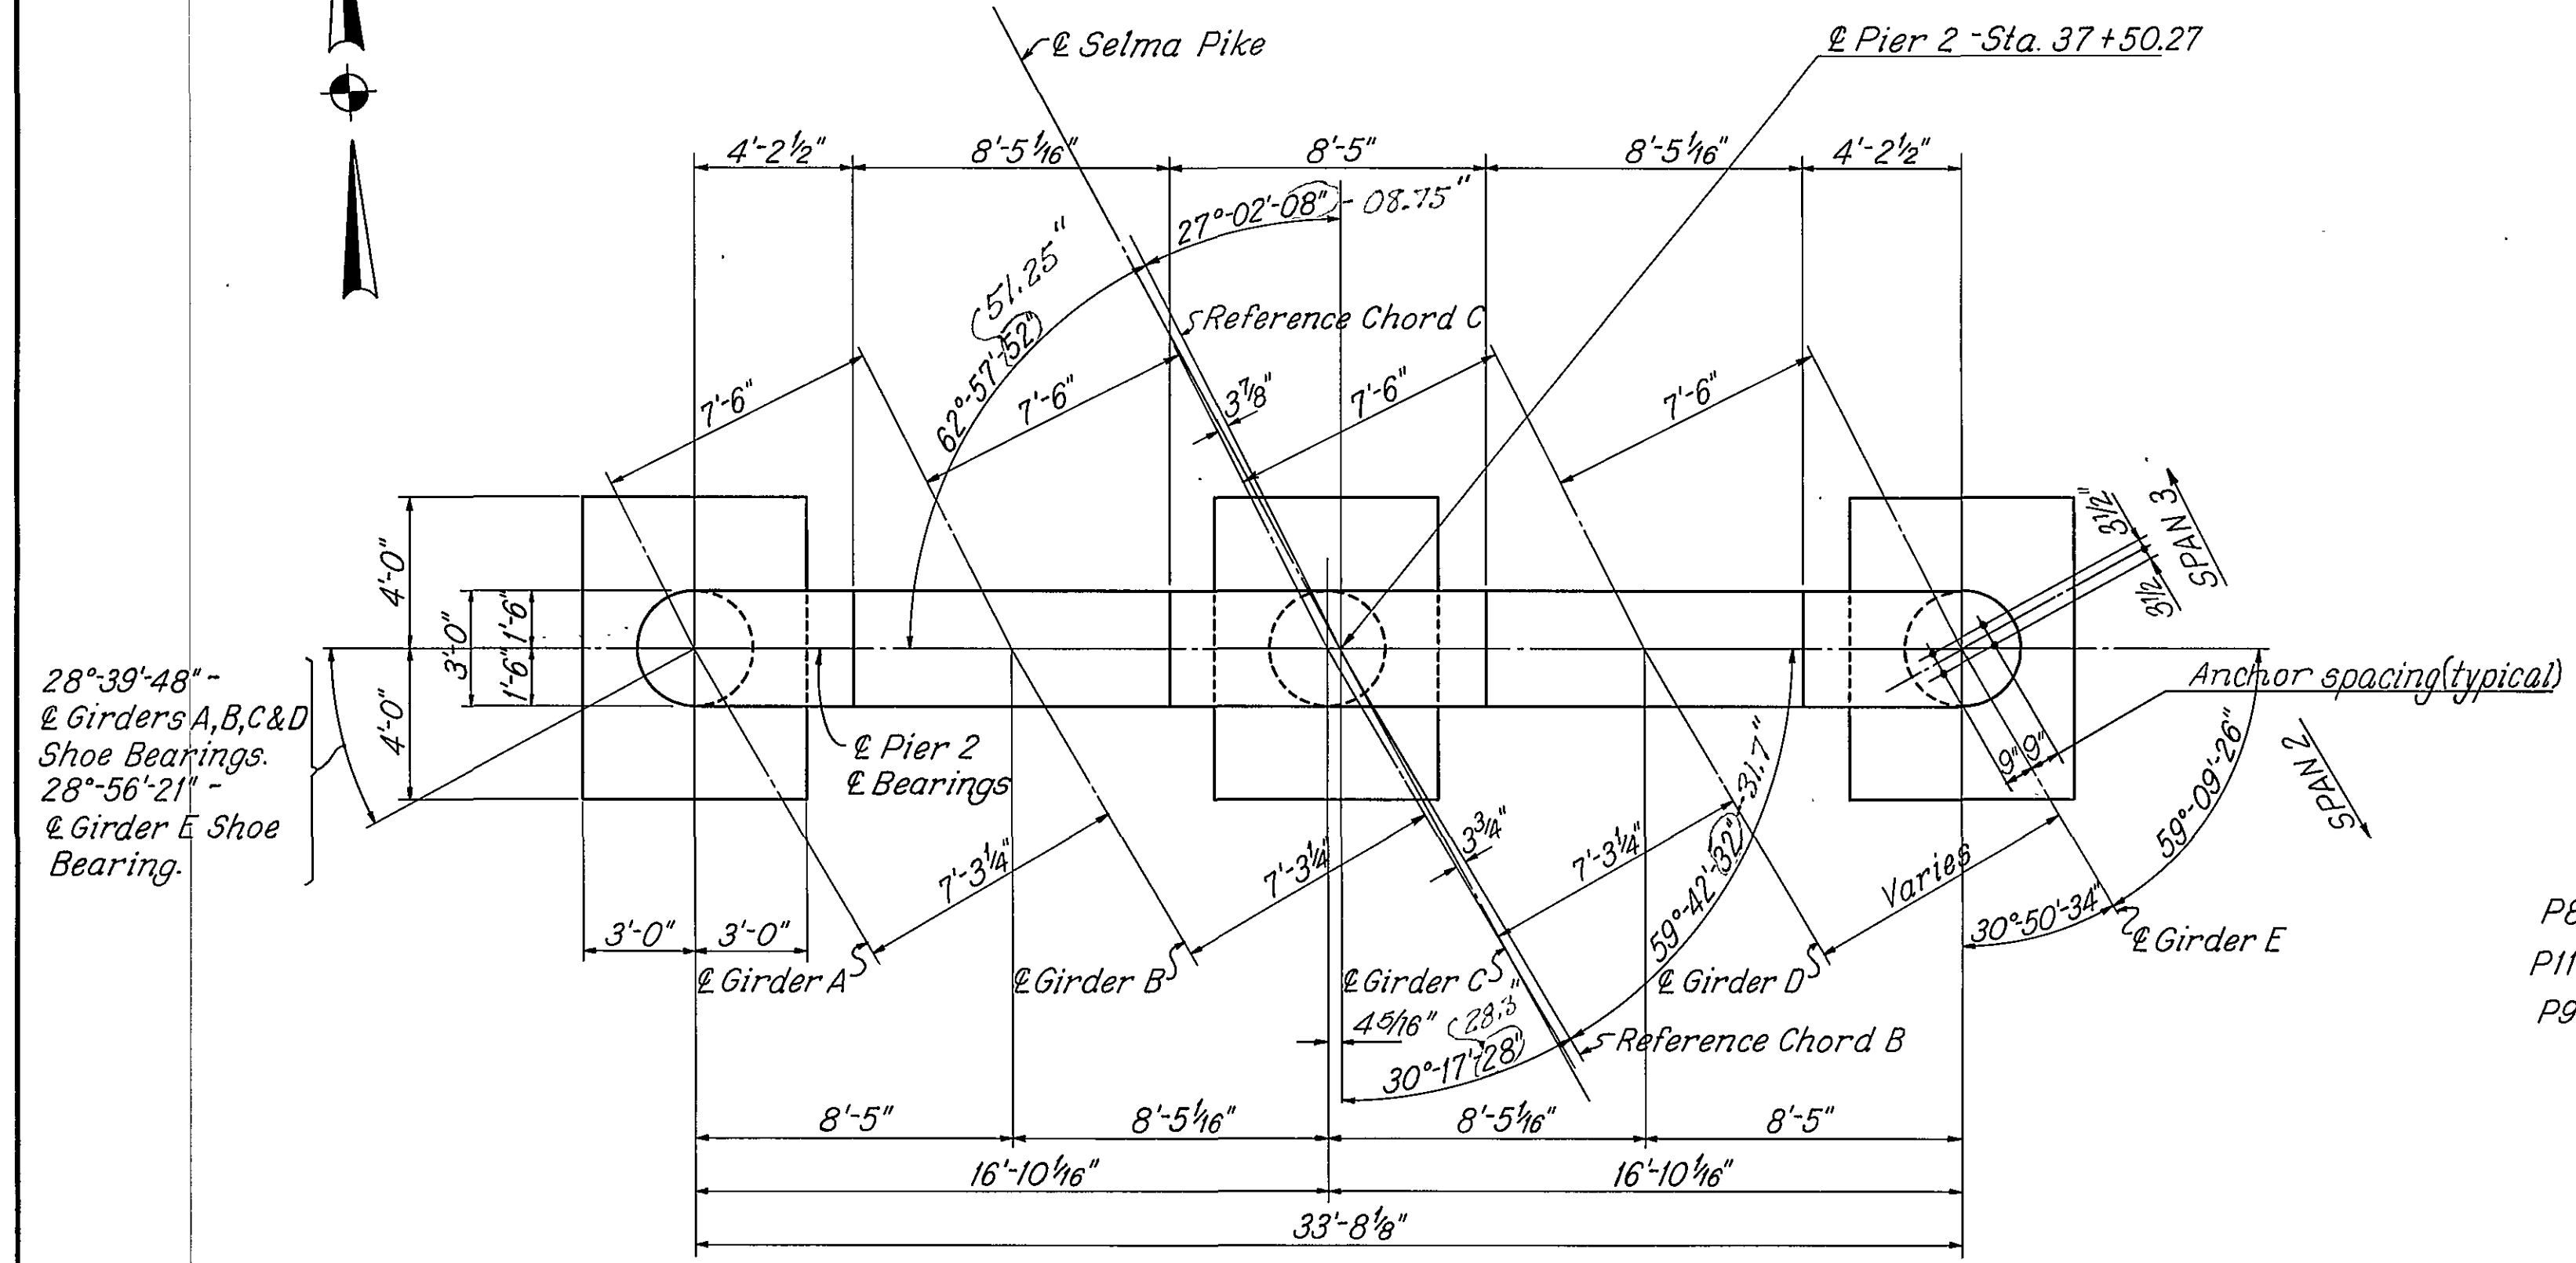 ℄ Selma Pike
℄ Pier 2 - Sta. 37+50.27
4'-2½"
8'-5 1/16"
8'-5"
8'-5 1/16"
4'-2½"
27°-02'-08" - 08.75"
51.25"
62°-57'-52"
Reference Chord C
7'-6"
7'-6"
3⅞"
7'-6"
7'-6"
3½"
3½"
SPAN 3
4'-0"
4'-0"
3'-0"
1'-6"
1'-6"
28°-39'-48" -
℄ Girders A,B,C&D
Shoe Bearings.
28°-56'-21" -
℄ Girder E Shoe
Bearing.
℄ Pier 2
℄ Bearings
Anchor spacing(typical)
9"
9"
59°-09'-26"
SPAN 2
7'-3¼"
7'-3¼"
3¾"
7'-3¼"
59°-42'-32" - 31.7"
Varies
30°-50'-34"
3'-0"
3'-0"
℄ Girder A
℄ Girder B
℄ Girder C
℄ Girder D
℄ Girder E
P8
P11
P9
4 5/16"
28.3"
30°-17'-28"
Reference Chord B
8'-5"
8'-5 1/16"
8'-5 1/16"
8'-5"
16'-10 1/16"
16'-10 1/16"
33'-8⅛"